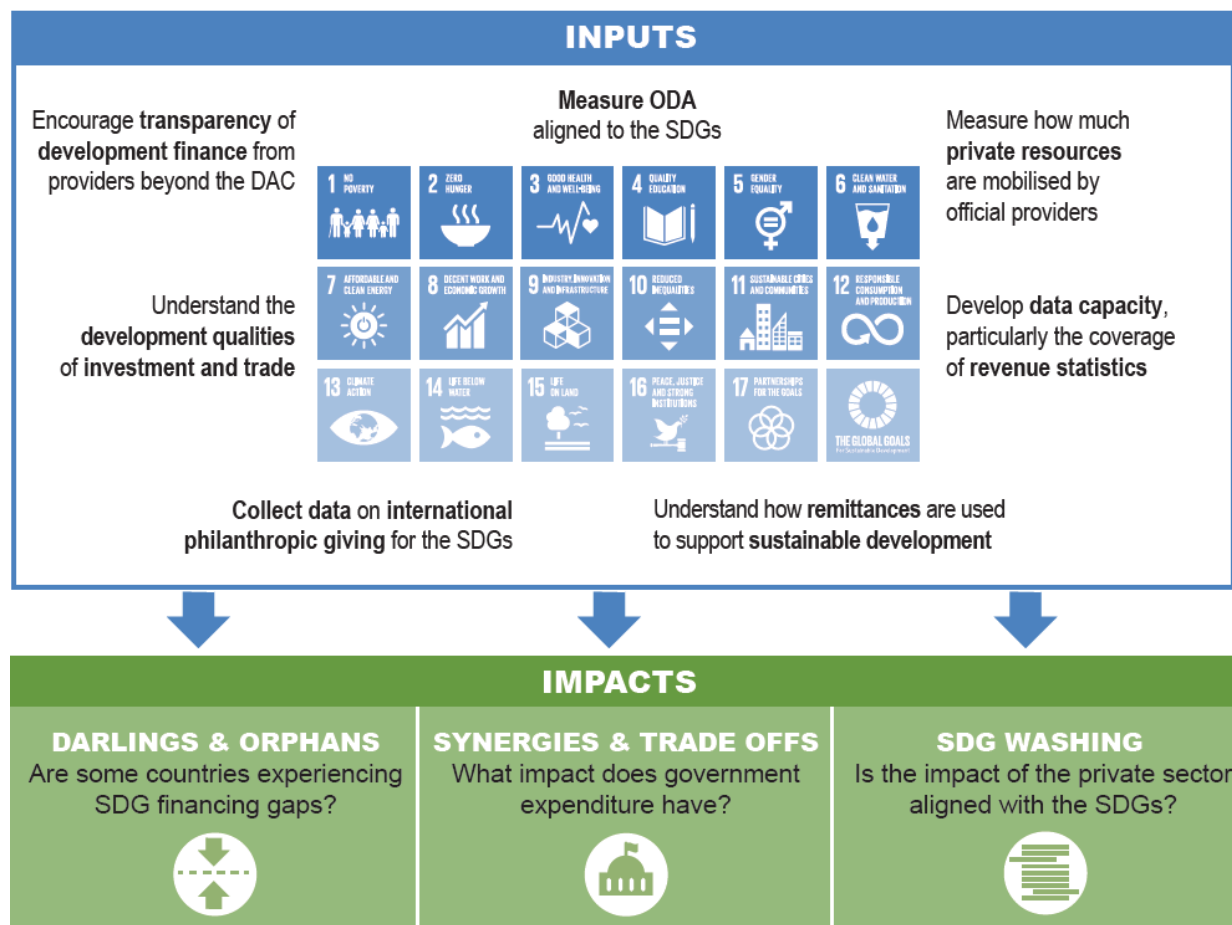 INPUTS
Measure ODA
aligned to the SDGs
Encourage transparency of
development finance from
providers beyond the DAC
Measure how much
private resources
are mobilised by
official providers
1 NO
POVERTY
2 ZERO
HUNGER
3 GOOD HEALTH
AND WELL-BEING
4 QUALITY
EDUCATION
5 GENDER
EQUALITY
6 CLEAN WATER
AND SANITATION
Understand the
development qualities
of investment and trade
7 AFFORDABLE AND
CLEAN ENERGY
8 DECENT WORK AND
ECONOMIC GROWTH
9 INDUSTRY, INNOVATION
AND INFRASTRUCTURE
10 REDUCED
INEQUALITIES
11 SUSTAINABLE CITIES
AND COMMUNITIES
12 RESPONSIBLE
CONSUMPTION
AND PRODUCTION
Develop data capacity,
particularly the coverage
of revenue statistics
13 CLIMATE
ACTION
14 LIFE BELOW
WATER
15 LIFE
ON LAND
16 PEACE, JUSTICE
AND STRONG
INSTITUTIONS
17 PARTNERSHIPS
FOR THE GOALS
THE GLOBAL GOALS
For Sustainable Development
Collect data on international
philanthropic giving for the SDGs
Understand how remittances are used
to support sustainable development
IMPACTS
DARLINGS & ORPHANS
Are some countries experiencing
SDG financing gaps?
SYNERGIES & TRADE OFFS
What impact does government
expenditure have?
SDG WASHING
Is the impact of the private sector
aligned with the SDGs?